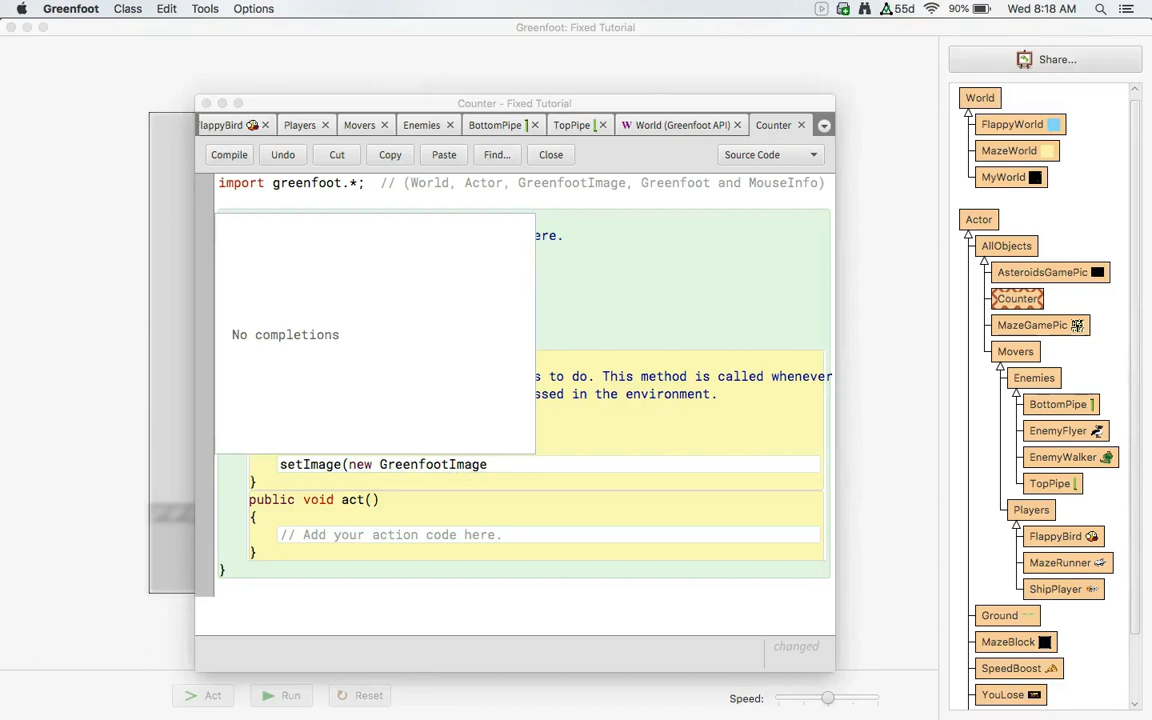 Greenfoot Class Edit Tools Options 55d 90% Wed 8:18 AM
Greenfoot: Fixed Tutorial
Share...
Counter - Fixed Tutorial
lappyBird Players Movers Enemies BottomPipe TopPipe World (Greenfoot API) Counter
Compile Undo Cut Copy Paste Find... Close Source Code
import greenfoot.*; // (World, Actor, GreenfootImage, Greenfoot and MouseInfo)
ere.
No completions
s to do. This method is called whenever
ssed in the environment.
setImage(new GreenfootImage
}
public void act()
{
// Add your action code here.
}
}
changed
Act Run Reset Speed:
World
FlappyWorld
MazeWorld
MyWorld
Actor
AllObjects
AsteroidsGamePic
Counter
MazeGamePic
Movers
Enemies
BottomPipe
EnemyFlyer
EnemyWalker
TopPipe
Players
FlappyBird
MazeRunner
ShipPlayer
Ground
MazeBlock
SpeedBoost
YouLose